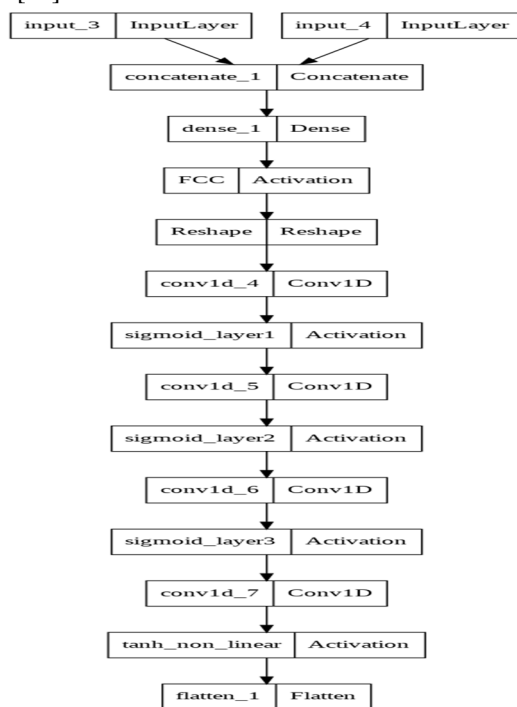 input_3 InputLayer input_4 InputLayer
concatenate_1 Concatenate
dense_1 Dense
FCC Activation
Reshape Reshape
conv1d_4 Conv1D
sigmoid_layer1 Activation
conv1d_5 Conv1D
sigmoid_layer2 Activation
conv1d_6 Conv1D
sigmoid_layer3 Activation
conv1d_7 Conv1D
tanh_non_linear Activation
flatten_1 Flatten